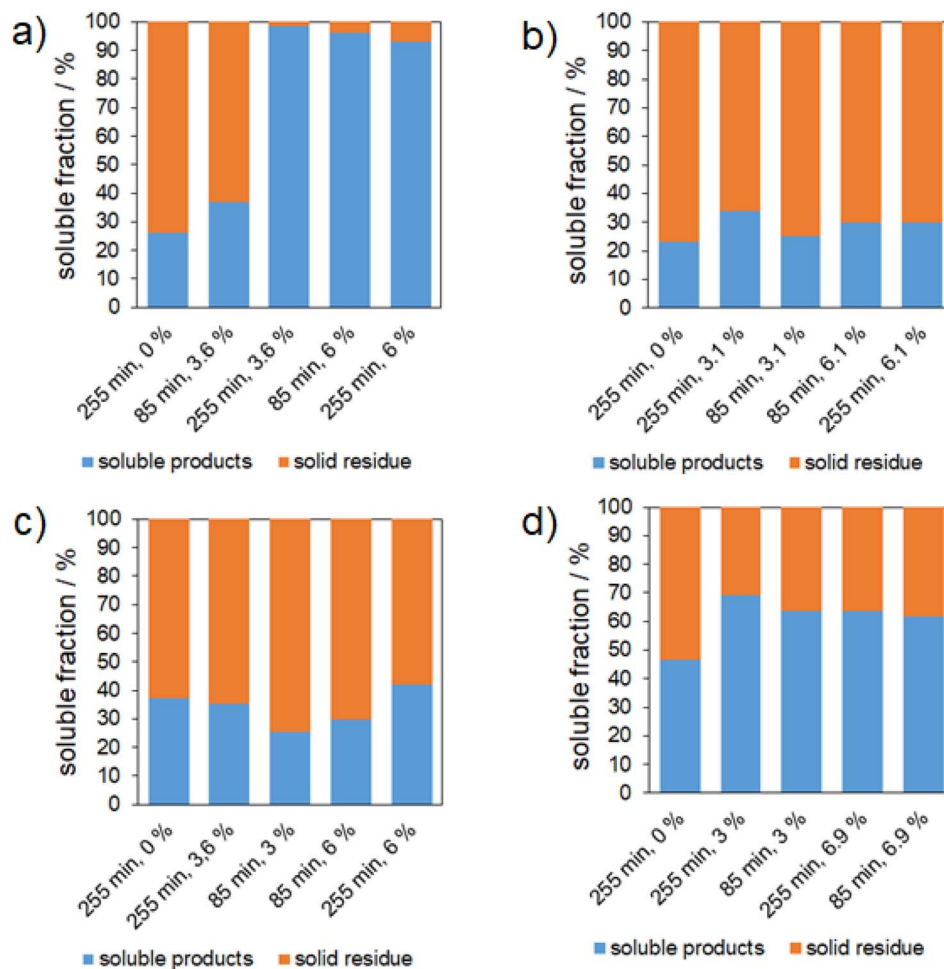 a)
soluble fraction / %
100
90
80
70
60
50
40
30
20
10
0
255 min, 0 %
85 min, 3.6 %
255 min, 3.6 %
85 min, 6 %
255 min, 6 %
soluble products solid residue
b)
soluble fraction / %
100
90
80
70
60
50
40
30
20
10
0
255 min, 0 %
255 min, 3.1 %
85 min, 3.1 %
85 min, 6.1 %
255 min, 6.1 %
soluble products solid residue
c)
soluble fraction / %
100
90
80
70
60
50
40
30
20
10
0
255 min, 0 %
255 min, 3,6 %
85 min, 3 %
85 min, 6 %
255 min, 6 %
soluble products solid residue
d)
soluble fraction / %
100
90
80
70
60
50
40
30
20
10
0
255 min, 0 %
255 min, 3 %
85 min, 3 %
255 min, 6.9 %
85 min, 6.9 %
soluble products solid residue